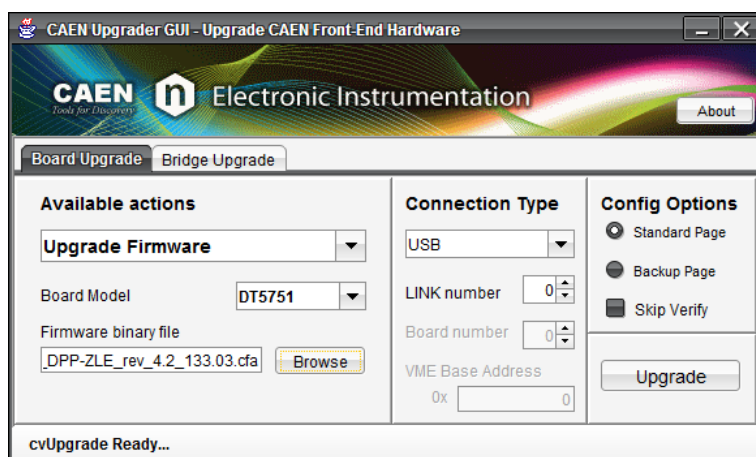 CAEN Upgrader GUI - Upgrade CAEN Front-End Hardware
CAEN n Electronic Instrumentation
Tools for Discovery
About
Board Upgrade Bridge Upgrade
Available actions
Upgrade Firmware
Board Model DT5751
Firmware binary file
_DPP-ZLE_rev_4.2_133.03.cfa Browse
Connection Type
USB
LINK number 0
Board number 0
VME Base Address
0x 0
Config Options
Standard Page
Backup Page
Skip Verify
Upgrade
cvUpgrade Ready...